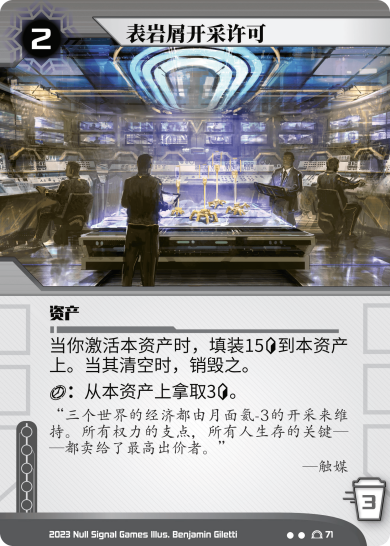 2
表岩屑开采许可
资产
当你激活本资产时，填装15到本资产
上。当其清空时，销毁之。
：从本资产上拿取3。
“三个世界的经济都由月面氦-3的开采来维
持。所有权力的支点，所有人生存的关键—
—都卖给了最高出价者。”
—触媒
3
2023 Null Signal Games Illus. Benjamin Giletti
71